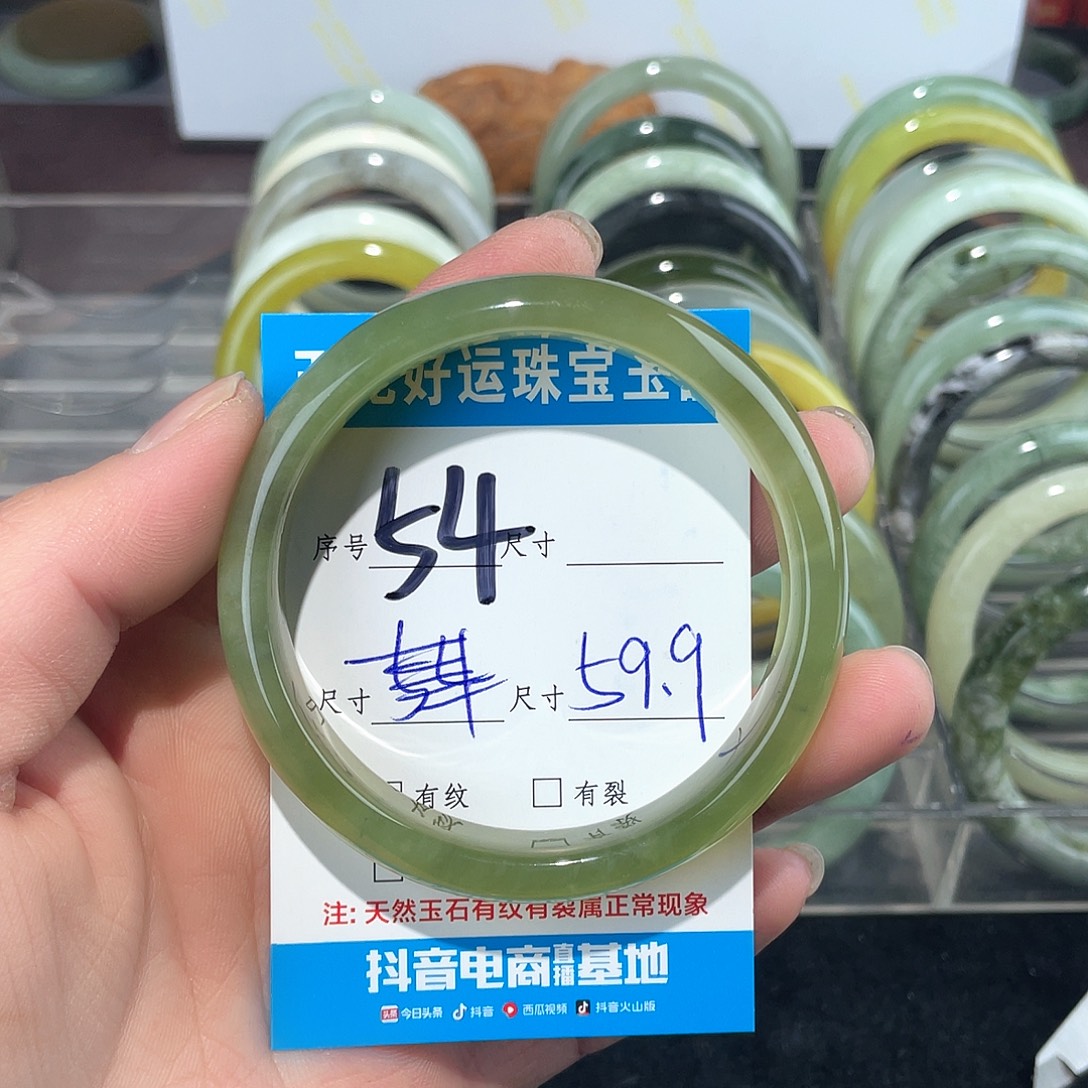 好运珠宝玉
序号 54 尺寸
尺寸 尺寸 59.9
□ 有纹 □ 有裂
注: 天然玉石有纹有裂属正常现象
抖音电商直播基地
头条 今日头条 抖音 西瓜视频 抖音火山版